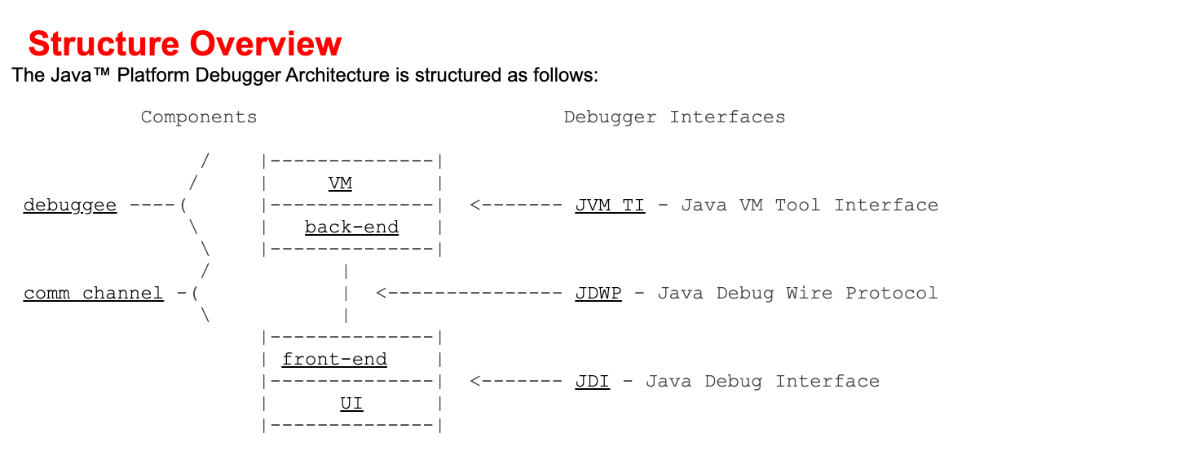 Structure Overview
The Java™ Platform Debugger Architecture is structured as follows:
Components Debugger Interfaces
/ |--------------|
/ | VM |
debuggee ----( |--------------| <------- JVM TI - Java VM Tool Interface
\ | back-end |
\ |--------------|
/ |
comm channel -( | <--------------- JDWP - Java Debug Wire Protocol
\ |
|--------------|
| front-end |
|--------------| <------- JDI - Java Debug Interface
| UI |
|--------------|